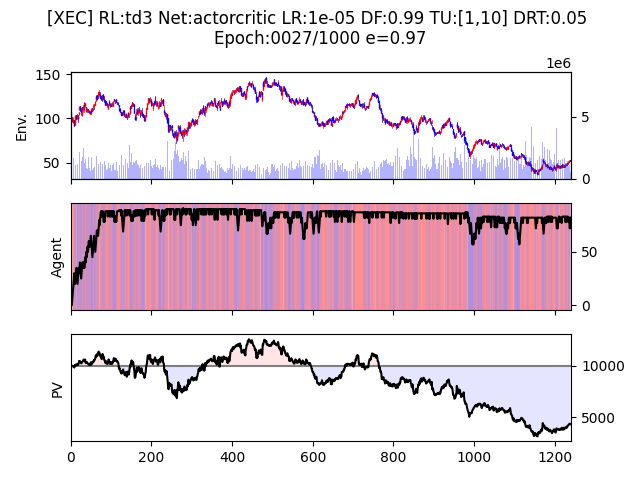 [XEC] RL:td3 Net:actorcritic LR:1e-05 DF:0.99 TU:[1,10] DRT:0.05
Epoch:0027/1000 e=0.97
1e6
150
100
50
Env.
5
0
Agent
50
0
PV
10000
5000
0 200 400 600 800 1000 1200